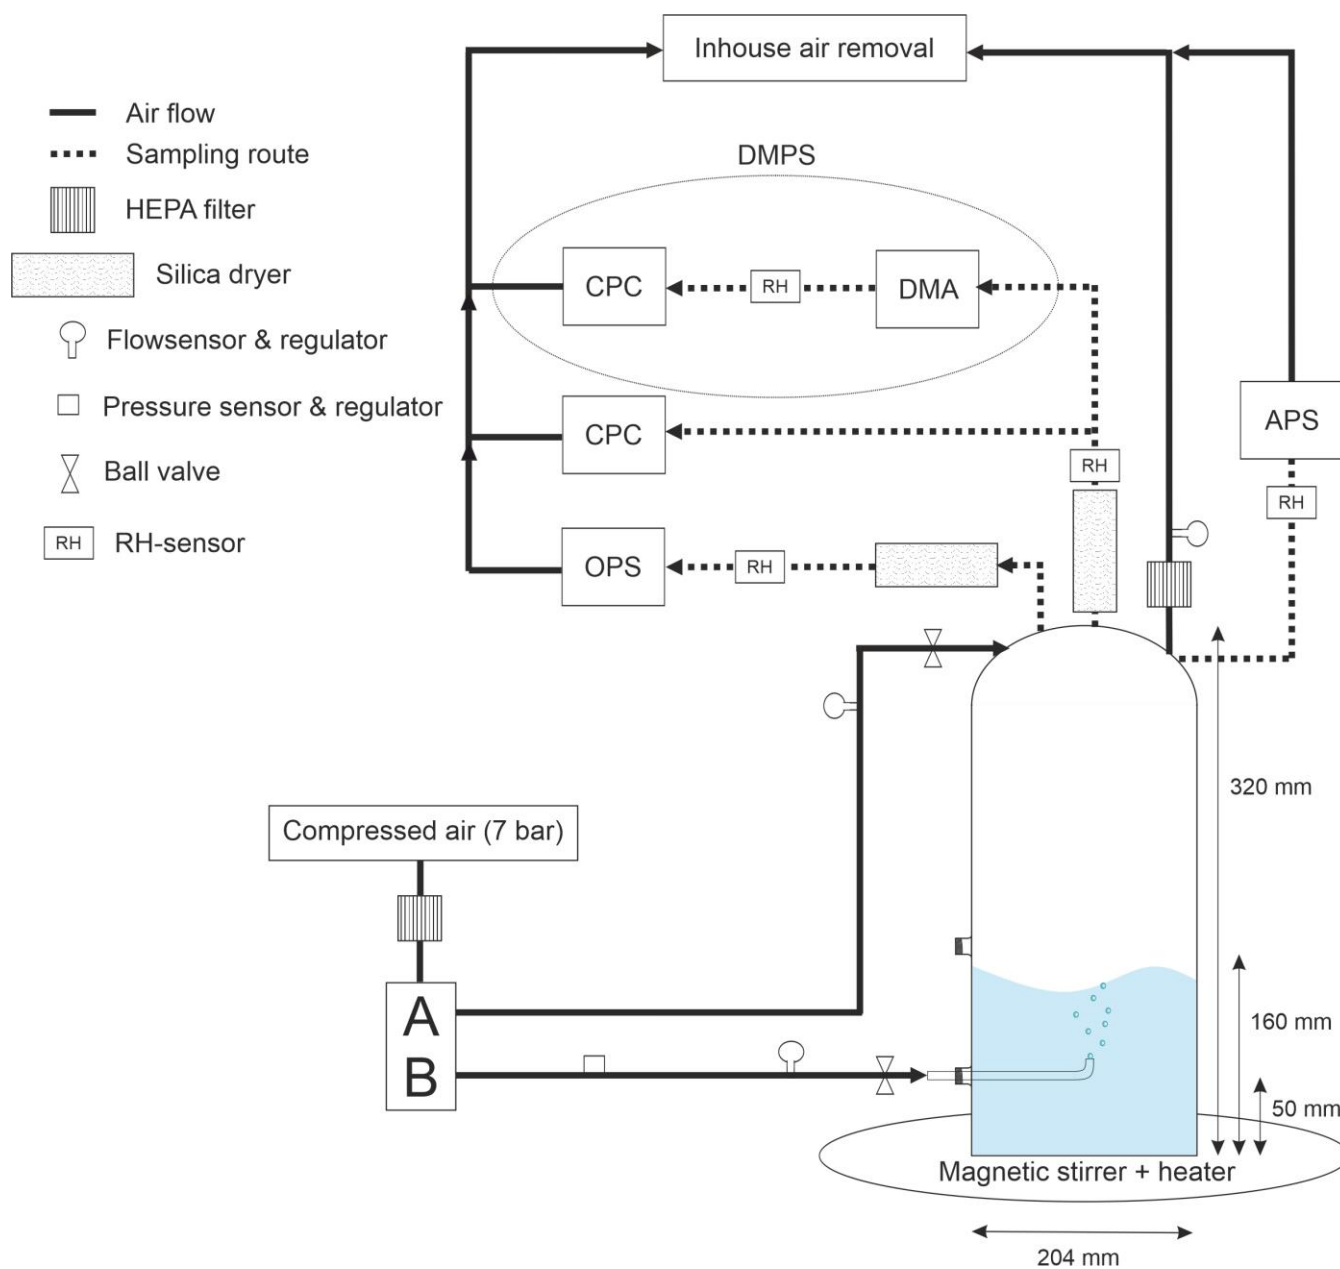 Inhouse air removal
Air flow
Sampling route
HEPA filter
Silica dryer
Flowsensor & regulator
Pressure sensor & regulator
Ball valve
RH
RH-sensor
DMPS
CPC
RH
DMA
CPC
RH
APS
RH
OPS
RH
320 mm
Compressed air (7 bar)
A
B
160 mm
50 mm
Magnetic stirrer + heater
204 mm